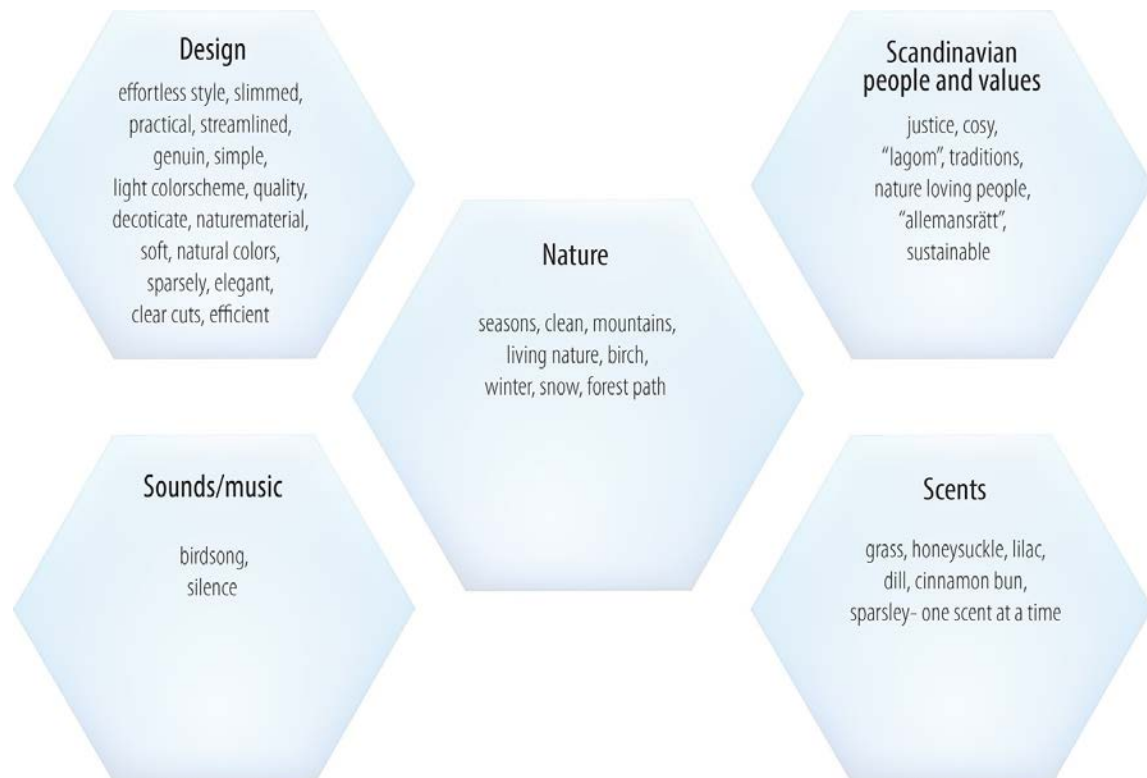 Design
effortless style, slimmed,
practical, streamlined,
genuin, simple,
light colorscheme, quality,
decoticate, naturematerial,
soft, natural colors,
sparsely, elegant,
clear cuts, efficient
Scandinavian
people and values
justice, cosy,
“lagom”, traditions,
nature loving people,
“allemansrätt”,
sustainable
Nature
seasons, clean, mountains,
living nature, birch,
winter, snow, forest path
Sounds/music
birdsong,
silence
Scents
grass, honeysuckle, lilac,
dill, cinnamon bun,
sparsley- one scent at a time